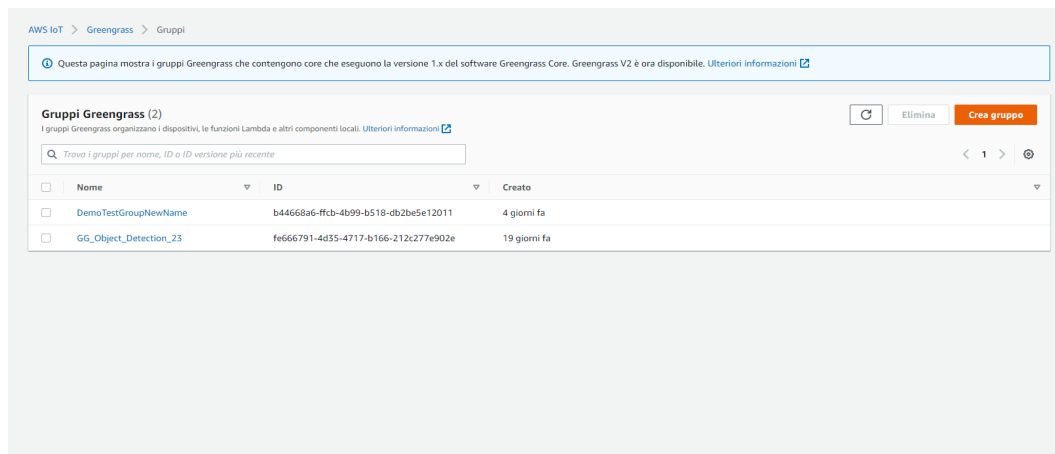 AWS IoT > Greengrass > Gruppi
Questa pagina mostra i gruppi Greengrass che contengono core che eseguono la versione 1.x del software Greengrass Core. Greengrass V2 è ora disponibile. Ulteriori informazioni
Gruppi Greengrass (2)
I gruppi Greengrass organizzano i dispositivi, le funzioni Lambda e altri componenti locali. Ulteriori informazioni
Elimina
Crea gruppo
Trova i gruppi per nome, ID o ID versione più recente
< 1 >
Nome ID Creato
DemoTestGroupNewName b44668a6-ffcb-4b99-b518-db2be5e12011 4 giorni fa
GG_Object_Detection_23 fe666791-4d35-4717-b166-212c277e902e 19 giorni fa